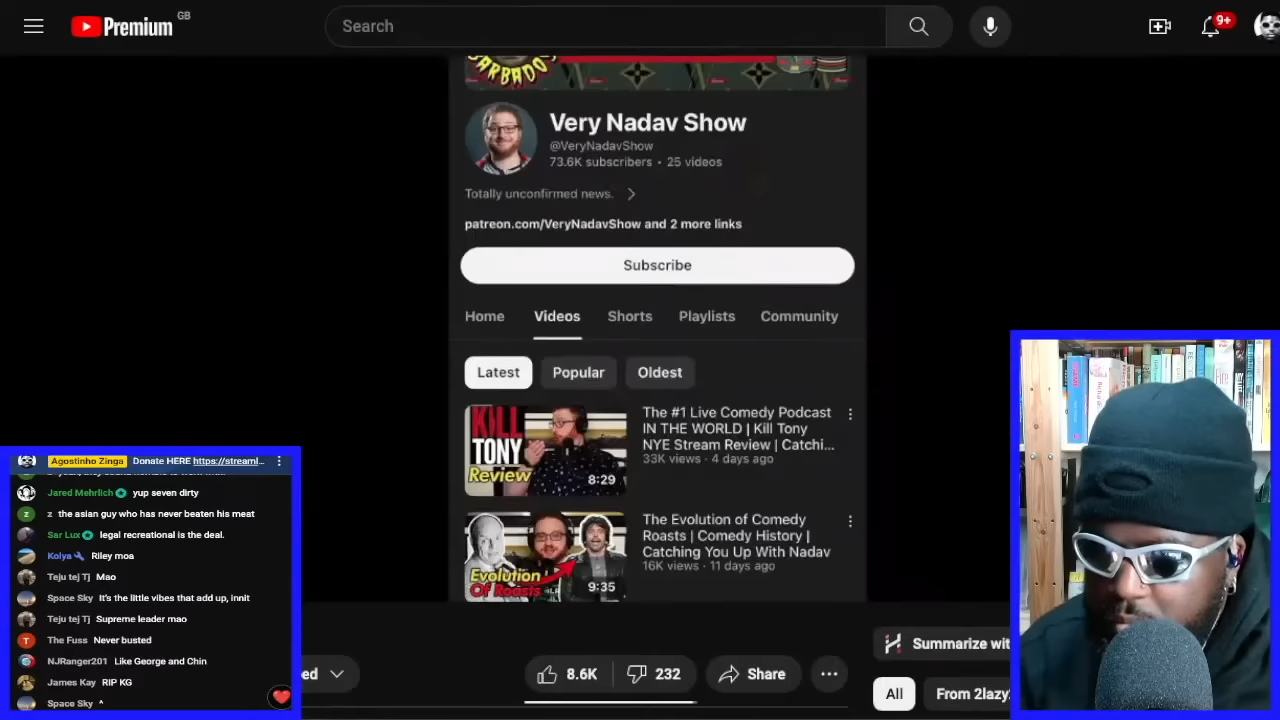 Premium GB
Search
9+
BARBADOS
Very Nadav Show
@VeryNadavShow
73.6K subscribers • 25 videos
Totally unconfirmed news.
patreon.com/VeryNadavShow and 2 more links
Subscribe
Home Videos Shorts Playlists Community
Latest Popular Oldest
KILL
TONY
Review
8:29
The #1 Live Comedy Podcast
IN THE WORLD | Kill Tony
NYE Stream Review | Catchi...
33K views • 4 days ago
Evolution
Of Roasts
9:35
The Evolution of Comedy
Roasts | Comedy History |
Catching You Up With Nadav
16K views • 11 days ago
ed
8.6K 232 Share
Summarize wit
All From 2lazy
Agostinho Zinga Donate HERE https://streaml...
Jared Mehrlich yup seven dirty
z the asian guy who has never beaten his meat
Sar Lux legal recreational is the deal.
Kolya Riley moa
Teju tej Tj Mao
Space Sky It's the little vibes that add up, innit
Teju tej Tj Supreme leader mao
The Fuss Never busted
NJRanger201 Like George and Chin
James Kay RIP KG
Space Sky ^